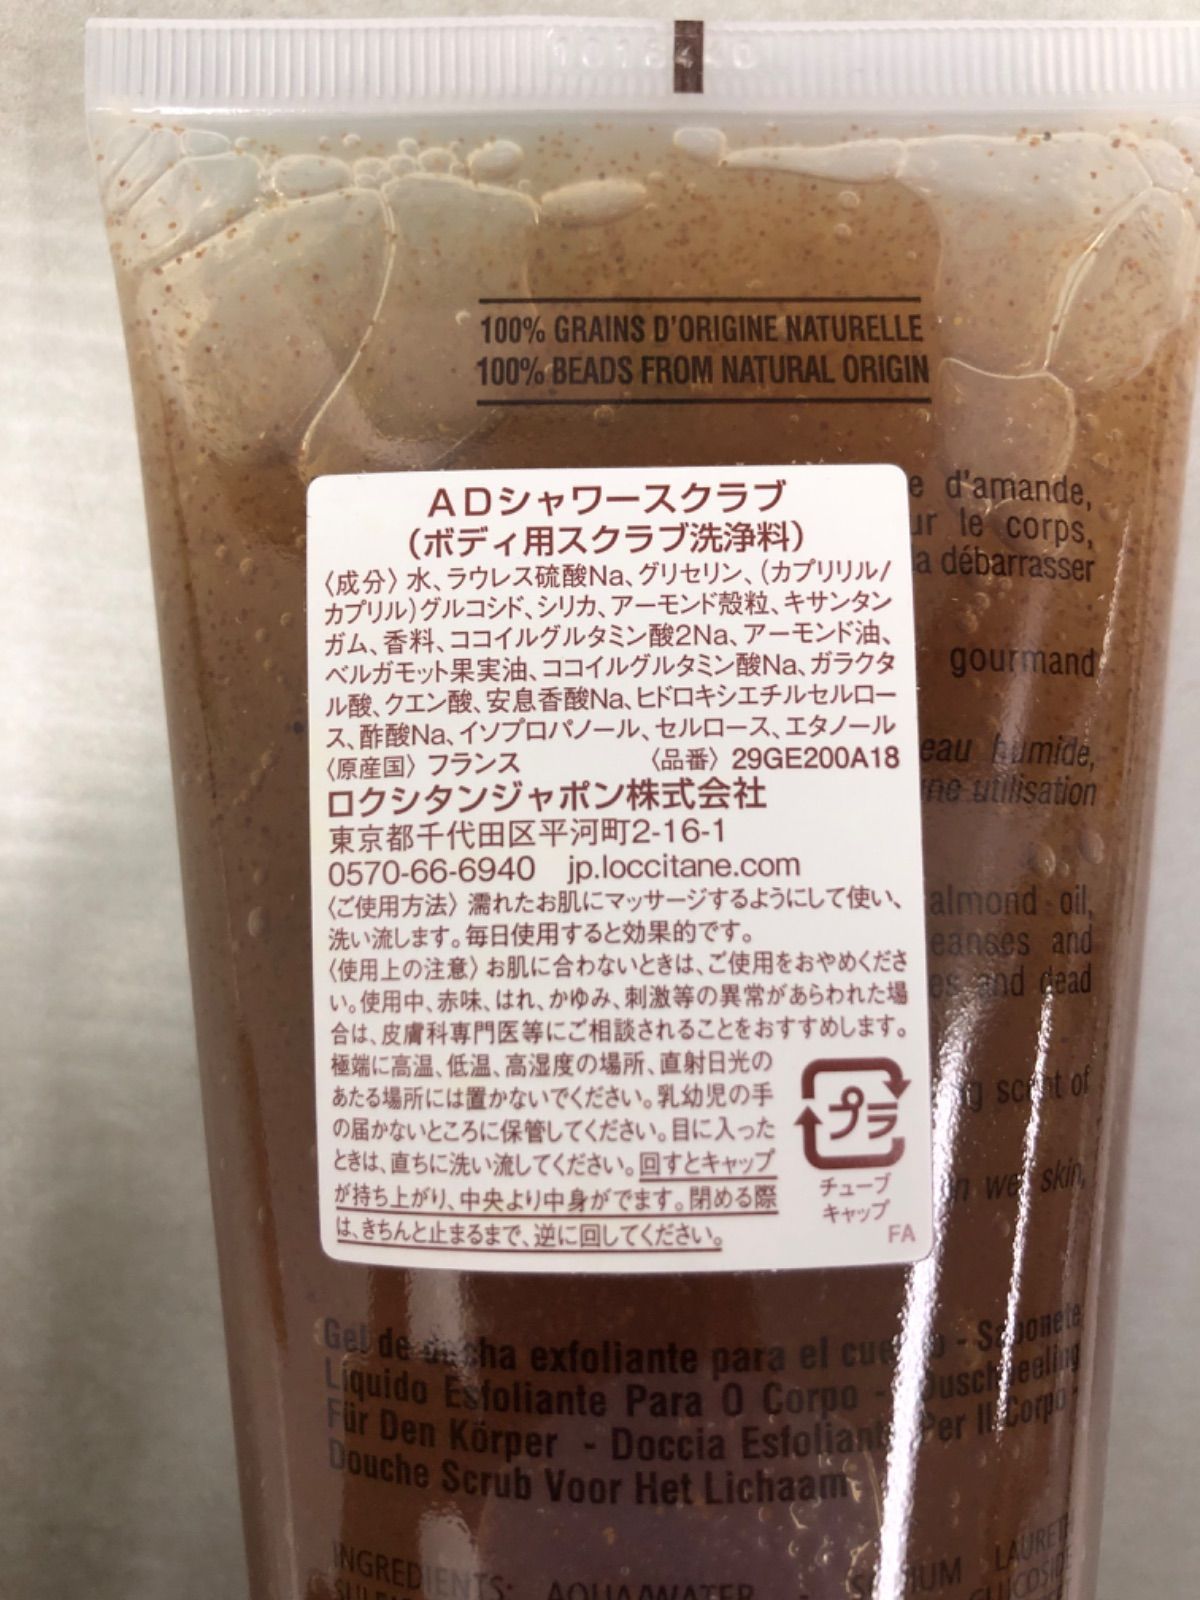 100% GRAINS D'ORIGINE NATURELLE
100% BEADS FROM NATURAL ORIGIN
ADシャワースクラブ
(ボディ用スクラブ洗浄料)
〈成分〉水、ラウレス硫酸Na、グリセリン、(カプリリル/
カプリル)グルコシド、シリカ、アーモンド殻粒、キサンタン
ガム、香料、ココイルグルタミン酸2Na、アーモンド油、
ベルガモット果実油、ココイルグルタミン酸Na、ガラクタ
ル酸、クエン酸、安息香酸Na、ヒドロキシエチルセルロー
ス、酢酸Na、イソプロパノール、セルロース、エタノール
〈原産国〉フランス 〈品番〉29GE200A18
ロクシタンジャポン株式会社
東京都千代田区平河町2-16-1
0570-66-6940 jp.loccitane.com
〈ご使用方法〉濡れたお肌にマッサージするようにして使い、
洗い流します。毎日使用すると効果的です。
〈使用上の注意〉お肌に合わないときは、ご使用をおやめくださ
い。使用中、赤味、はれ、かゆみ、刺激等の異常があらわれた場
合は、皮膚科専門医等にご相談されることをおすすめします。
極端に高温、低温、高湿度の場所、直射日光の
あたる場所には置かないでください。乳幼児の手
の届かないところに保管してください。目に入った
ときは、直ちに洗い流してください。回すとキャップ
が持ち上がり、中央より中身がでます。閉める際
は、きちんと止まるまで、逆に回してください。
プラ
チューブ
キャップ
FA
d'amande,
le corps,
débarrasser
gourmand
eau humide,
utilisation
almond oil,
and
and dead
scent of
wet skin,
Gel de ducha exfoliante para el cuerpo - Sabonete
Líquido Esfoliante Para O Corpo - Duschpeeling
Für Den Körper - Doccia Esfoliante Per Il Corpo -
Douche Scrub Voor Het Lichaam
INGREDIENTS: AQUA/WATER - SODIUM